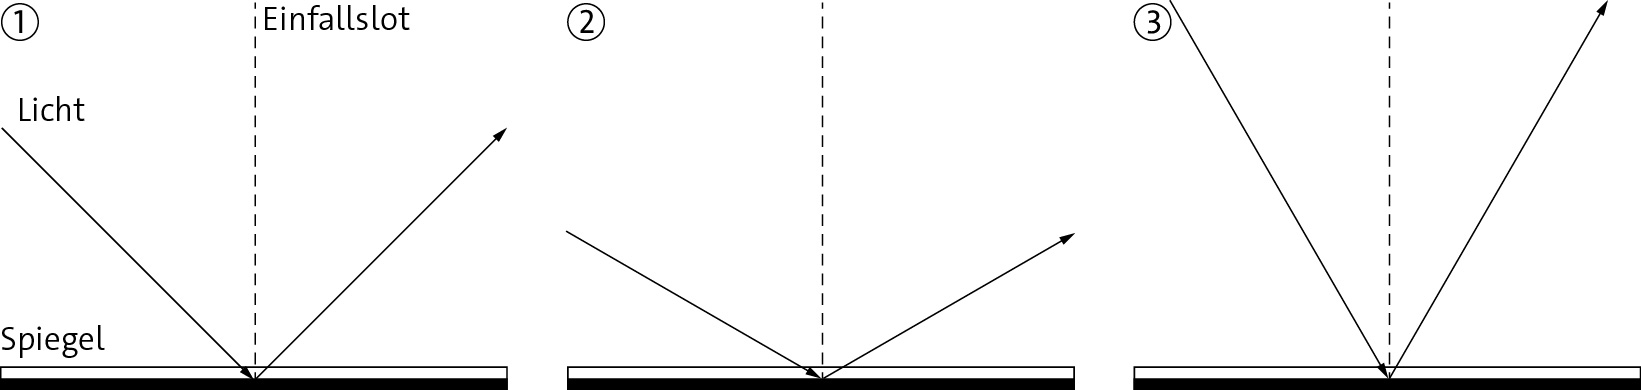 ① Einfallslot
Licht
Spiegel
②
③